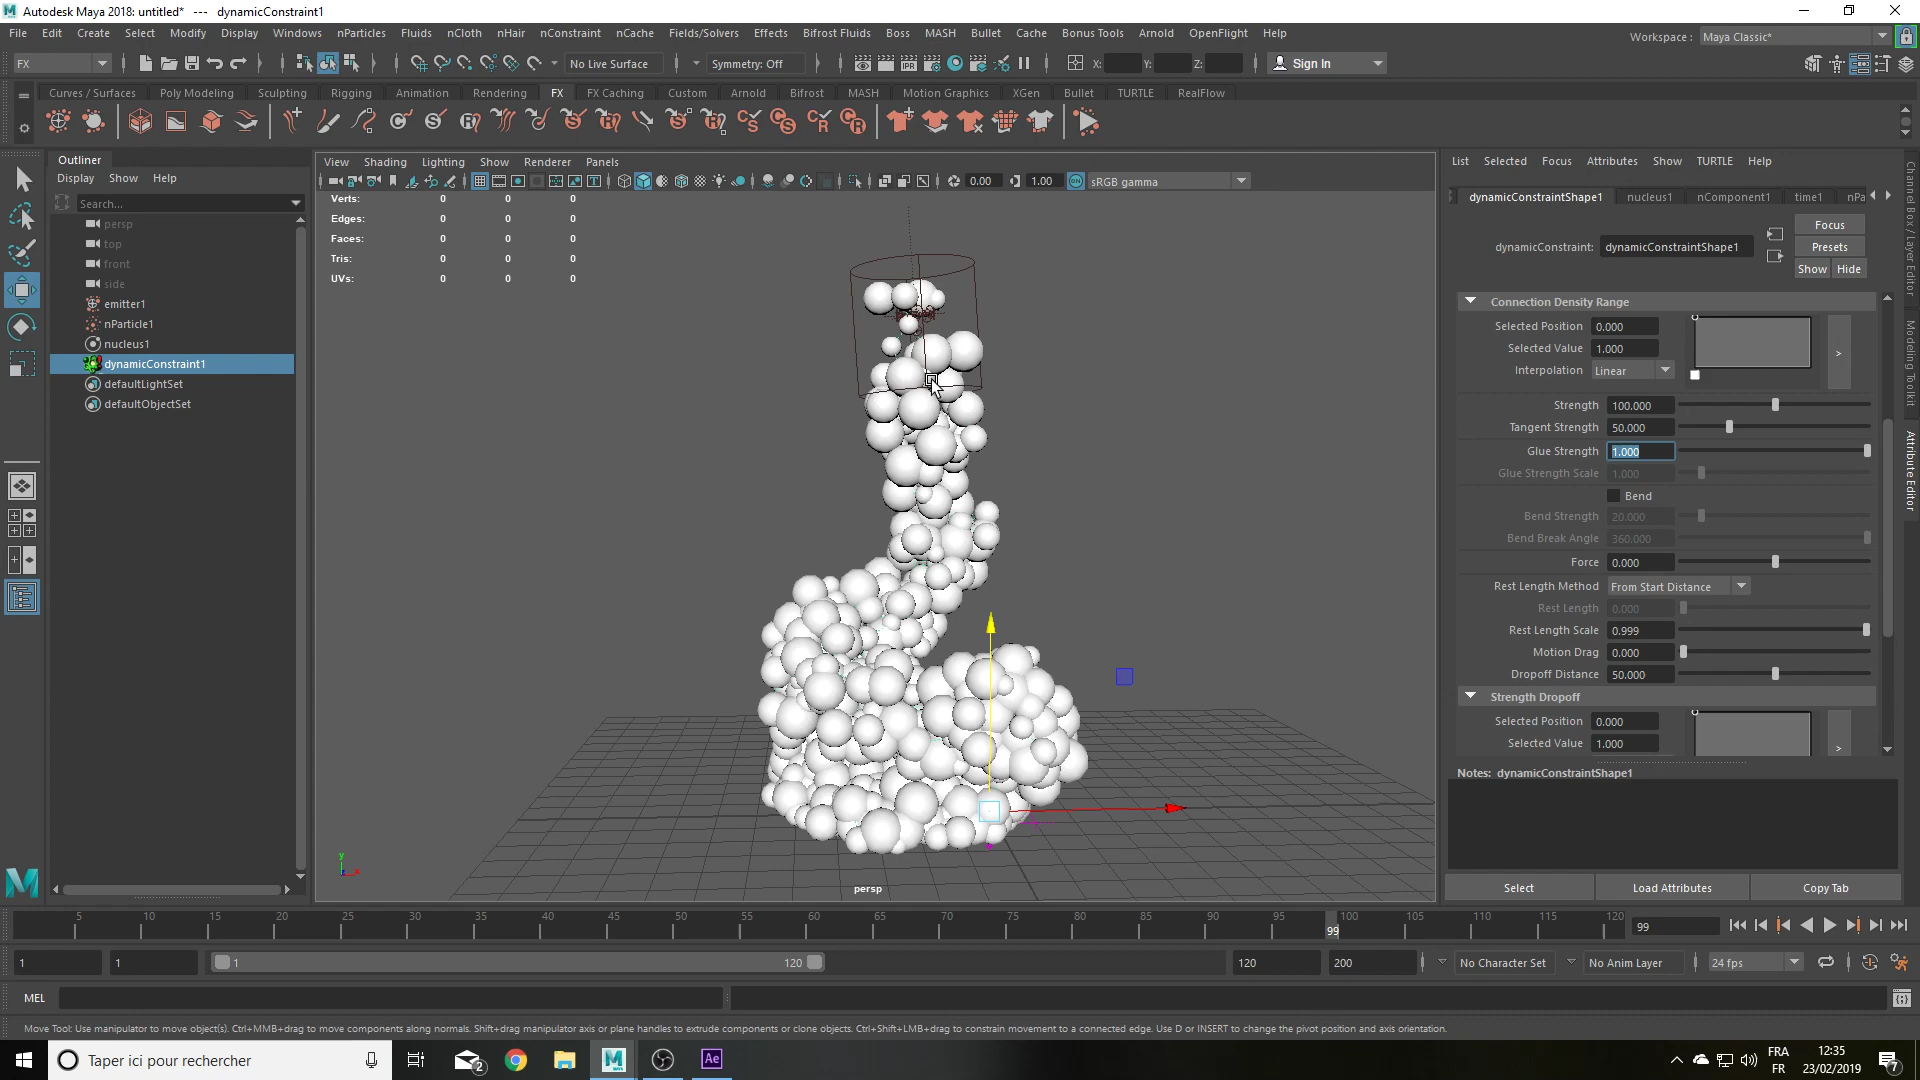 Autodesk Maya 2018: untitled* --- dynamicConstraint1
File Edit Create Select Modify Display Windows nParticles Fluids nCloth nHair nConstraint nCache Fields/Solvers Effects Bifrost Fluids Boss MASH Bullet Cache Bonus Tools Arnold OpenFlight Help
Workspace : Maya Classic*
FX No Live Surface Symmetry: Off X: Y: Z: Sign In
Curves / Surfaces Poly Modeling Sculpting Rigging Animation Rendering FX FX Caching Custom Arnold Bifrost MASH Motion Graphics XGen Bullet TURTLE RealFlow
Outliner
Display Show Help
Search...
persp
top
front
side
emitter1
nParticle1
nucleus1
dynamicConstraint1
defaultLightSet
defaultObjectSet
View Shading Lighting Show Renderer Panels
0.00 1.00 sRGB gamma
Verts: 0 0 0
Edges: 0 0 0
Faces: 0 0 0
Tris: 0 0 0
UVs: 0 0 0
y
x
persp
List Selected Focus Attributes Show TURTLE Help
dynamicConstraintShape1 nucleus1 nComponent1 time1 nPa
Focus
dynamicConstraint: dynamicConstraintShape1 Presets
Show Hide
Connection Density Range
Selected Position 0.000
Selected Value 1.000 >
Interpolation Linear
Strength 100.000
Tangent Strength 50.000
Glue Strength 1.000
Glue Strength Scale 1.000
Bend
Bend Strength 20.000
Bend Break Angle 360.000
Force 0.000
Rest Length Method From Start Distance
Rest Length 0.000
Rest Length Scale 0.999
Motion Drag 0.000
Dropoff Distance 50.000
Strength Dropoff
Selected Position 0.000
Selected Value 1.000 >
Notes: dynamicConstraintShape1
Select Load Attributes Copy Tab
Channel Box / Layer Editor
Modeling Toolkit
Attribute Editor
5 10 15 20 25 30 35 40 45 50 55 60 65 70 75 80 85 90 95 100 105 110 115 120
99 99
1 1 1 120 120 200 No Character Set No Anim Layer 24 fps
MEL
Move Tool: Use manipulator to move object(s). Ctrl+MMB+drag to move components along normals. Shift+drag manipulator axis or plane handles to extrude components or clone objects. Ctrl+Shift+LMB+drag to constrain movement to a connected edge. Use D or INSERT to change the pivot position and axis orientation.
Taper ici pour rechercher 2 M Ae FRA 12:35
FR 23/02/2019 7